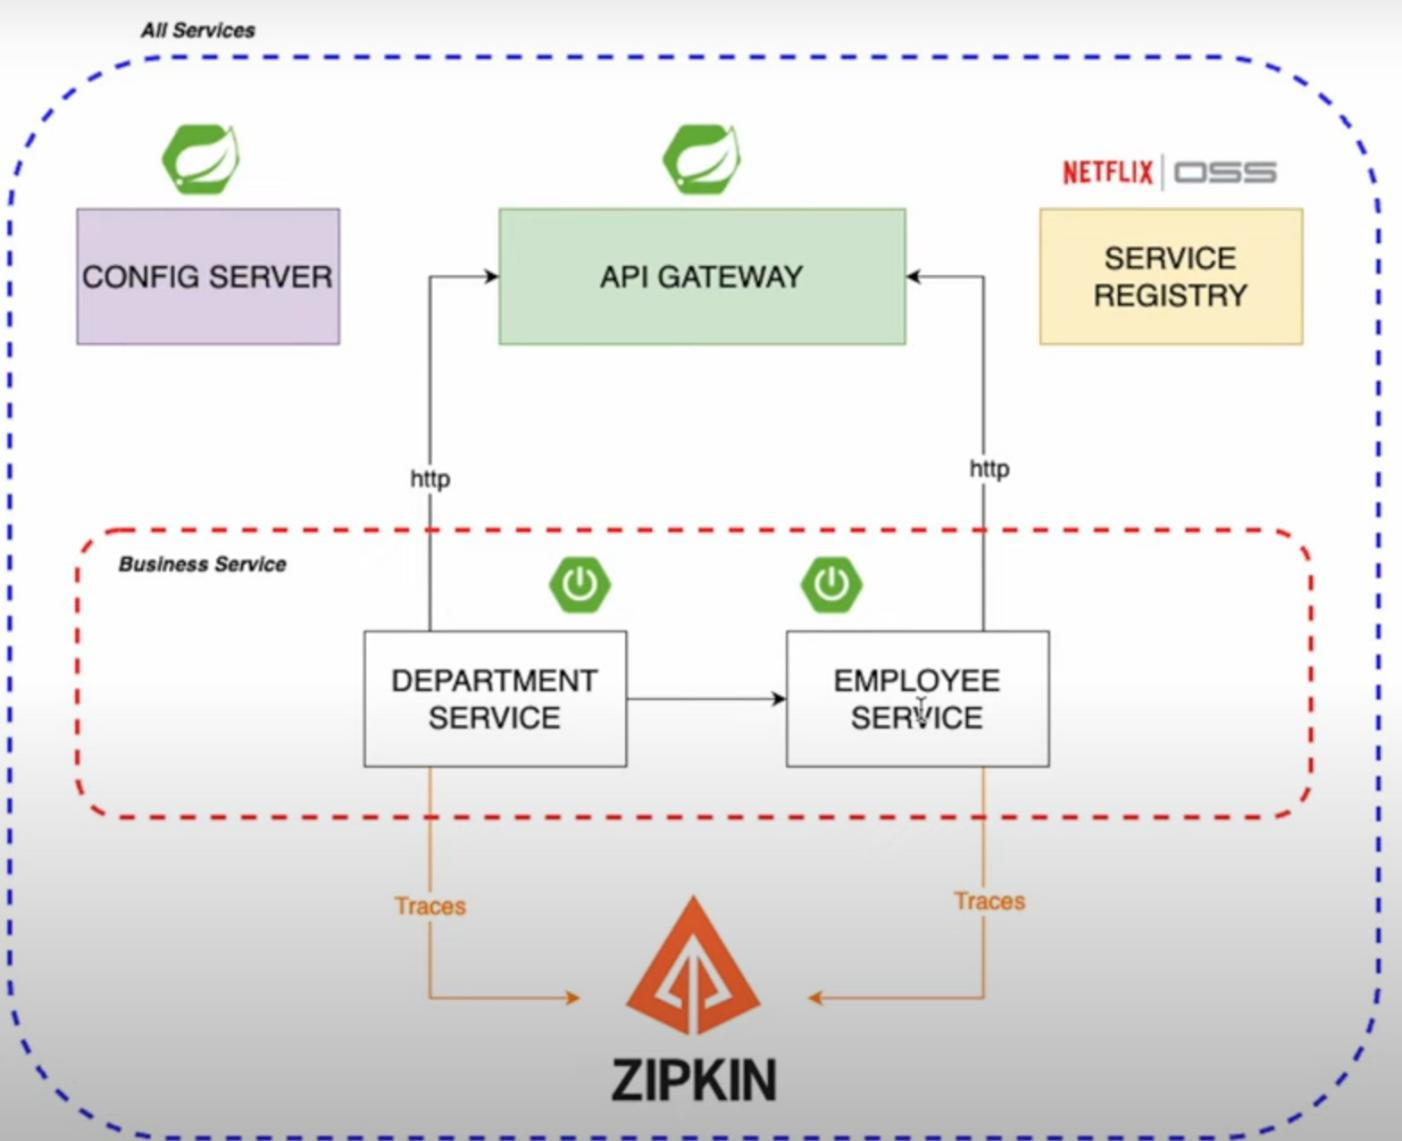 All Services
NETFLIX OSS
CONFIG SERVER
API GATEWAY
SERVICE
REGISTRY
http
http
Business Service
DEPARTMENT
SERVICE
EMPLOYEE
SERVICE
Traces
Traces
ZIPKIN